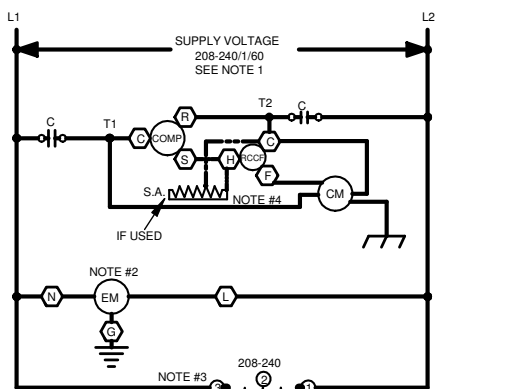 L1
L2
SUPPLY VOLTAGE
208-240/1/60
SEE NOTE 1
C
T1
C
COMP
R
S
T2
C
C
H
RCCF
F
S.A.
NOTE #4
CM
IF USED
NOTE #2
N
EM
L
G
208-240
NOTE #3
3
2
1